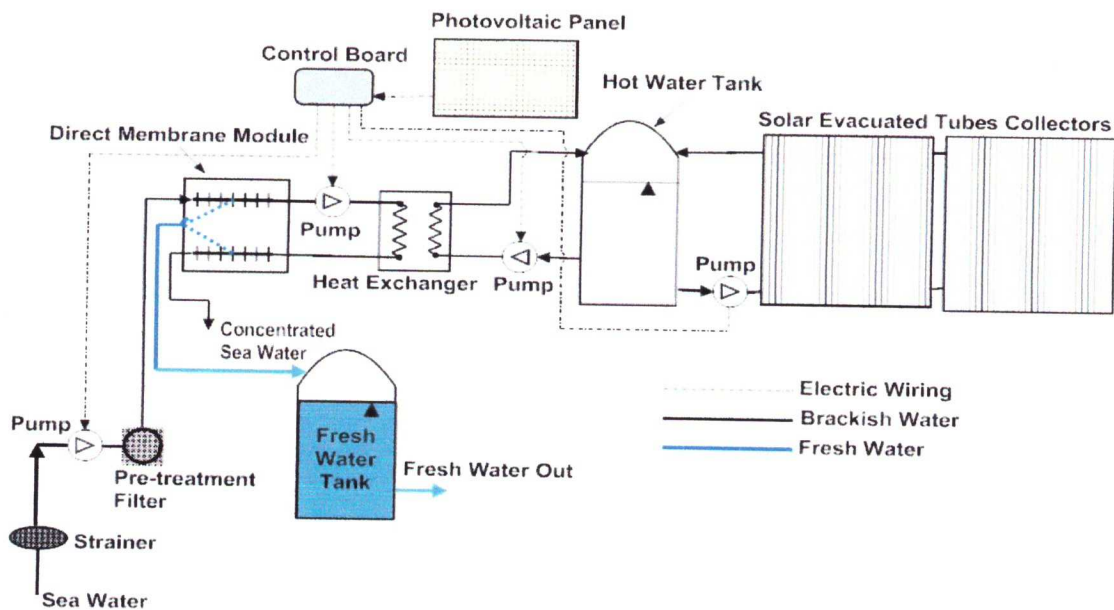 Photovoltaic Panel
Control Board
Hot Water Tank
Direct Membrane Module
Solar Evacuated Tubes Collectors
Pump
Heat Exchanger
Pump
Pump
Concentrated
Sea Water
Electric Wiring
Brackish Water
Fresh Water
Pump
Fresh
Water
Tank
Fresh Water Out
Pre-treatment
Filter
Strainer
Sea Water